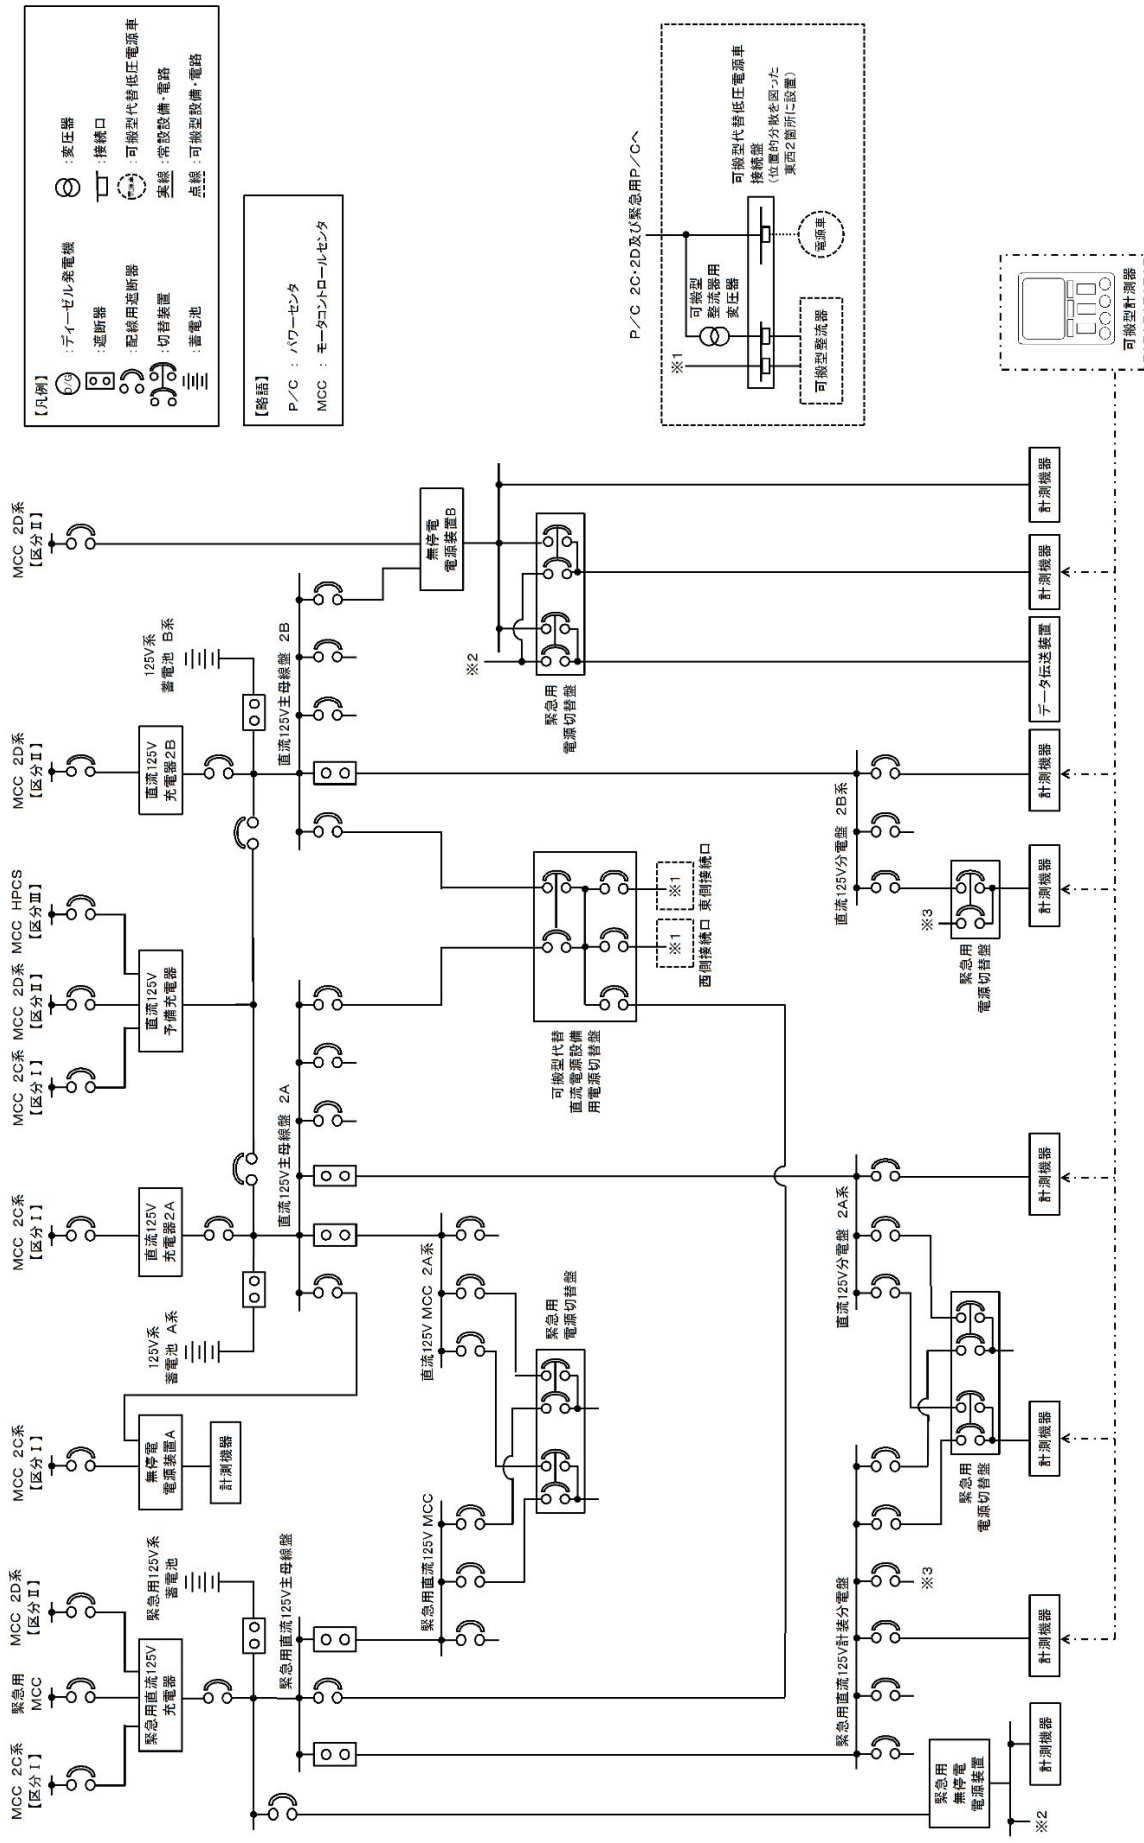 【凡例】
D/G
:ディーゼル発電機
:遮断器
:配線用遮断器
:切替装置
:蓄電池
:変圧器
:接続口
:可搬型代替低圧電源車
実線:常設設備・電路
点線:可搬型設備・電路
【略語】
P/C : パワーセンタ
MCC : モータコントロールセンタ
P/C 2C・2D及び緊急用P/Cへ
※1
可搬型
整流器用
変圧器
可搬型代替低圧電源車
接続盤
(位置的分散を図った
東西2箇所に設置)
可搬型整流器
電源車
可搬型計測器
MCC 2C系
【区分Ⅰ】
緊急用
MCC
MCC 2D系
【区分Ⅱ】
MCC 2C系
【区分Ⅰ】
MCC 2C系
【区分Ⅰ】
MCC 2C系
【区分Ⅰ】
MCC 2D系
【区分Ⅱ】
MCC HPCS
【区分Ⅲ】
MCC 2D系
【区分Ⅱ】
MCC 2D系
【区分Ⅱ】
緊急用直流125V
充電器
緊急用125V系
蓄電池
無停電
電源装置A
計測機器
125V系
蓄電池 A系
直流125V
充電器2A
直流125V
予備充電器
直流125V
充電器2B
125V系
蓄電池 B系
緊急用直流125V主母線盤
直流125V主母線盤 2A
直流125V主母線盤 2B
無停電
電源装置B
緊急用直流125V MCC
直流125V MCC 2A系
緊急用
電源切替盤
可搬型代替
直流電源設備
用電源切替盤
※1
西側接続口
※1
東側接続口
※2
緊急用
電源切替盤
緊急用直流125V計装分電盤
直流125V分電盤 2A系
直流125V分電盤 2B系
※3
緊急用
電源切替盤
※3
緊急用
電源切替盤
緊急用
無停電
電源装置
※2
計測機器
計測機器
計測機器
計測機器
計測機器
計測機器
データ伝送装置
計測機器
計測機器